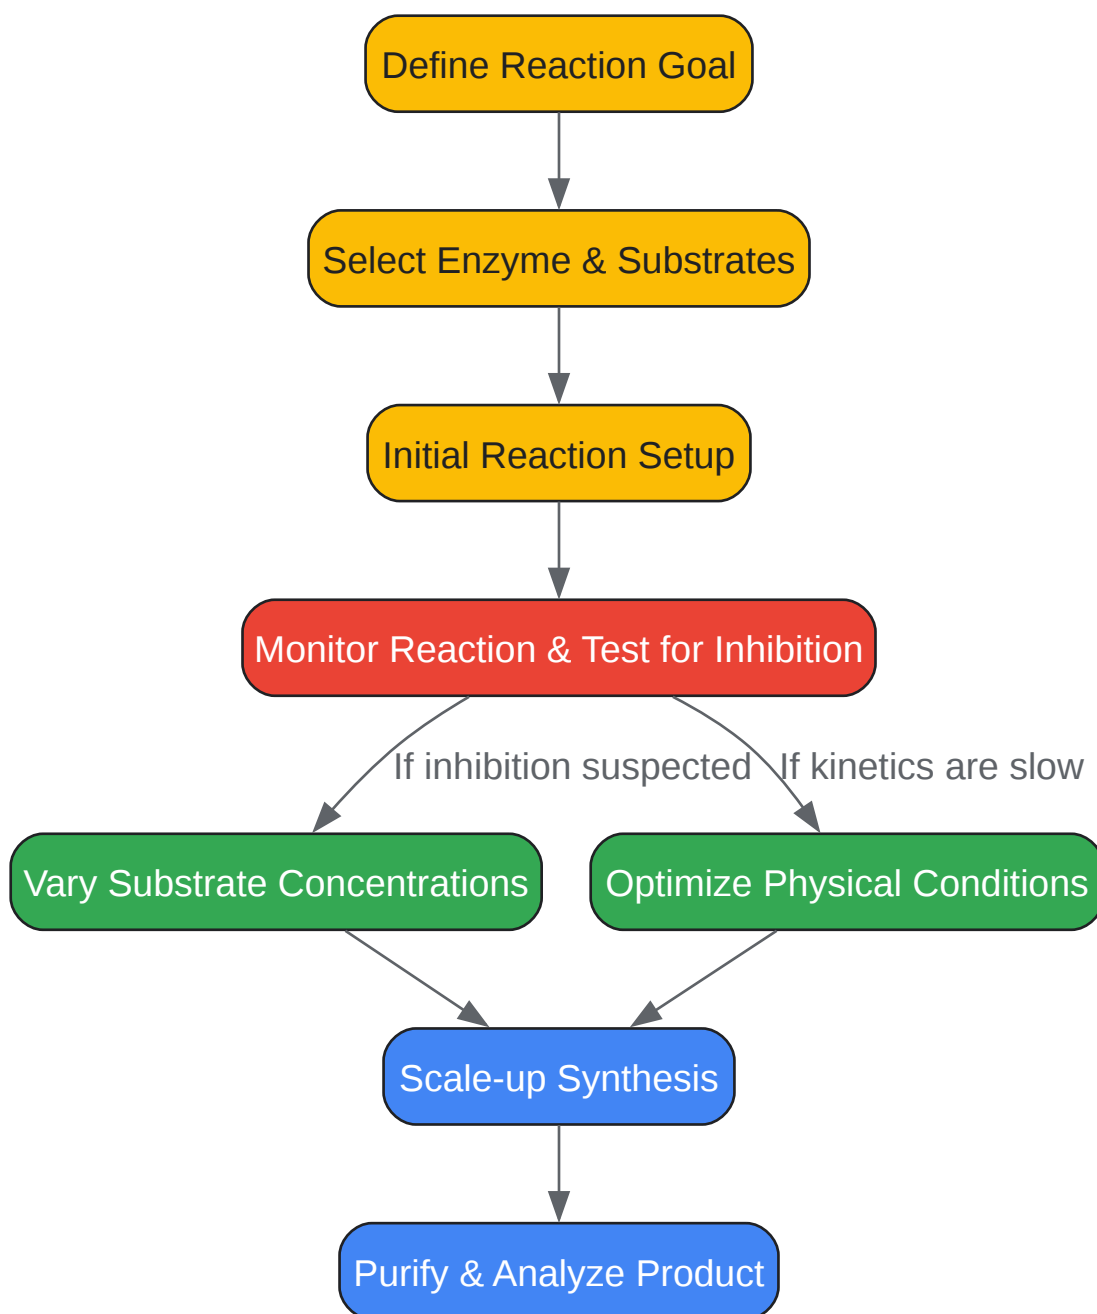 Define Reaction Goal
Select Enzyme & Substrates
Initial Reaction Setup
Monitor Reaction & Test for Inhibition
If inhibition suspected
If kinetics are slow
Vary Substrate Concentrations
Optimize Physical Conditions
Scale-up Synthesis
Purify & Analyze Product